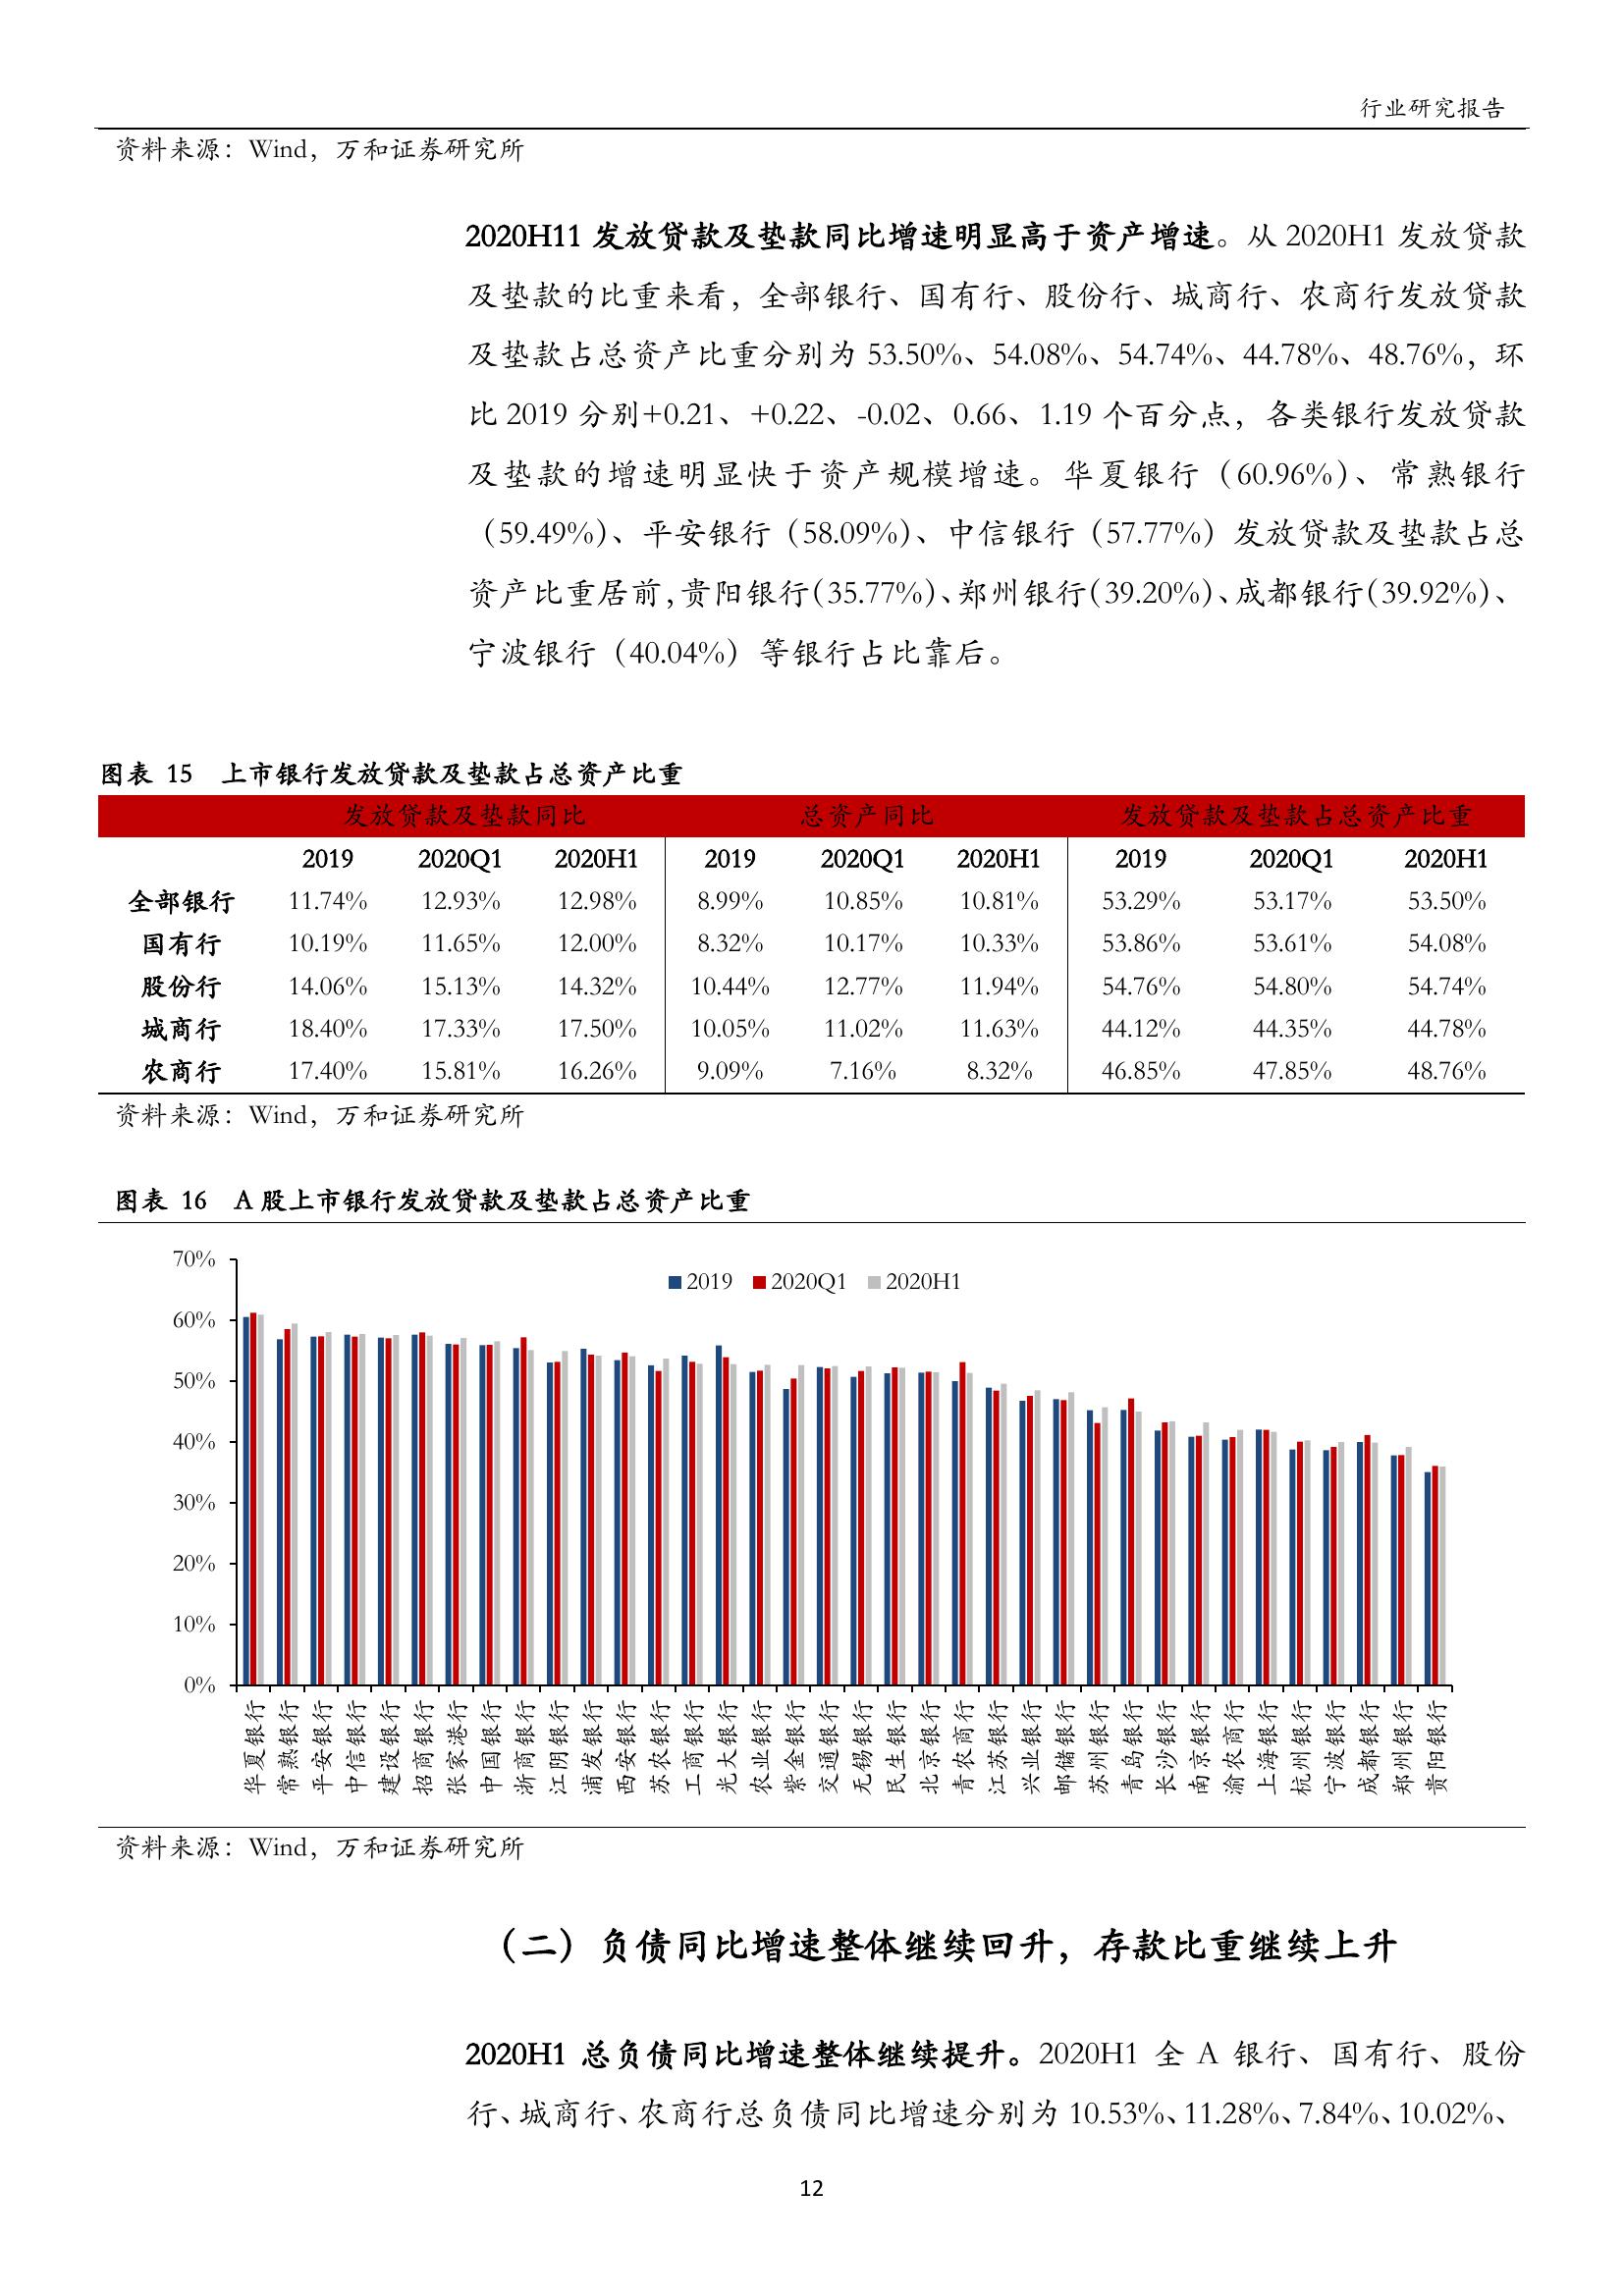 行业研究报告
资料来源：Wind，万和证券研究所
2020H11 发放贷款及垫款同比增速明显高于资产增速。从 2020H1 发放贷款
及垫款的比重来看，全部银行、国有行、股份行、城商行、农商行发放贷款
及垫款占总资产比重分别为 53.50%、54.08%、54.74%、44.78%、48.76%，环
比 2019 分别+0.21、+0.22、-0.02、0.66、1.19 个百分点，各类银行发放贷款
及垫款的增速明显快于资产规模增速。华夏银行（60.96%）、常熟银行
（59.49%）、平安银行（58.09%）、中信银行（57.77%）发放贷款及垫款占总
资产比重居前，贵阳银行（35.77%）、郑州银行（39.20%）、成都银行（39.92%）、
宁波银行（40.04%）等银行占比靠后。
图表 15 上市银行发放贷款及垫款占总资产比重
发放贷款及垫款同比 总资产同比 发放贷款及垫款占总资产比重
2019 2020Q1 2020H1 2019 2020Q1 2020H1 2019 2020Q1 2020H1
全部银行 11.74% 12.93% 12.98% 8.99% 10.85% 10.81% 53.29% 53.17% 53.50%
国有行 10.19% 11.65% 12.00% 8.32% 10.17% 10.33% 53.86% 53.61% 54.08%
股份行 14.06% 15.13% 14.32% 10.44% 12.77% 11.94% 54.76% 54.80% 54.74%
城商行 18.40% 17.33% 17.50% 10.05% 11.02% 11.63% 44.12% 44.35% 44.78%
农商行 17.40% 15.81% 16.26% 9.09% 7.16% 8.32% 46.85% 47.85% 48.76%
资料来源：Wind，万和证券研究所
图表 16 A 股上市银行发放贷款及垫款占总资产比重
70%
2019 2020Q1 2020H1
60%
50%
40%
30%
20%
10%
0%
华夏银行
常熟银行
平安银行
中信银行
建设银行
招商银行
张家港行
中国银行
浙商银行
江阴银行
浦发银行
西安银行
苏农银行
工商银行
光大银行
农业银行
紫金银行
交通银行
无锡银行
民生银行
北京银行
青农商行
江苏银行
兴业银行
邮储银行
苏州银行
青岛银行
长沙银行
南京银行
渝农商行
上海银行
杭州银行
宁波银行
成都银行
郑州银行
贵阳银行
资料来源：Wind，万和证券研究所
（二）负债同比增速整体继续回升，存款比重继续上升
2020H1 总负债同比增速整体继续提升。2020H1 全 A 银行、国有行、股份
行、城商行、农商行总负债同比增速分别为 10.53%、11.28%、7.84%、10.02%、
12